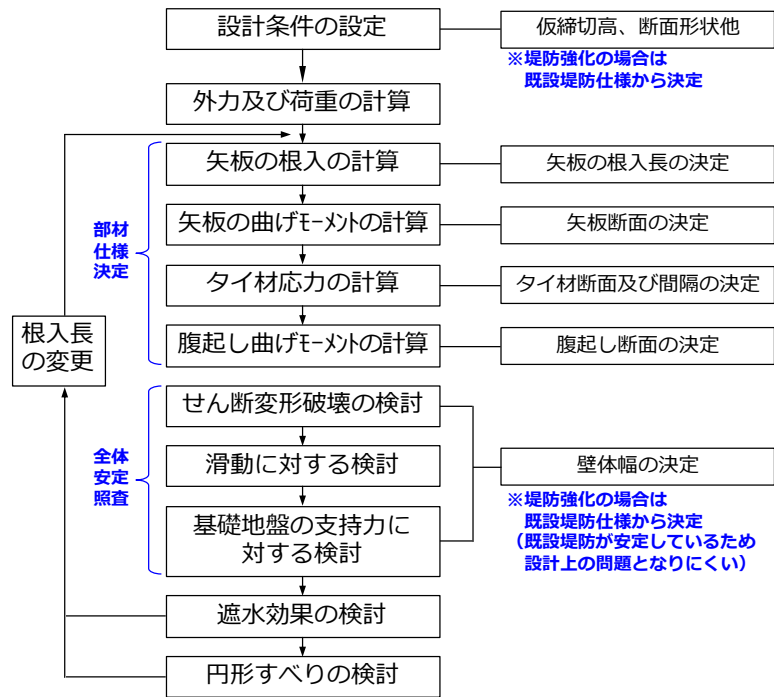 設計条件の設定
仮締切高、断面形状他
※堤防強化の場合は
既設堤防仕様から決定
外力及び荷重の計算
矢板の根入の計算
矢板の根入長の決定
矢板の曲げﾓｰﾒﾝﾄの計算
矢板断面の決定
部材
仕様
決定
タイ材応力の計算
タイ材断面及び間隔の決定
腹起し曲げﾓｰﾒﾝﾄの計算
腹起し断面の決定
根入長
の変更
せん断変形破壊の検討
滑動に対する検討
壁体幅の決定
全体
安定
照査
基礎地盤の支持力に
対する検討
※堤防強化の場合は
既設堤防仕様から決定
（既設堤防が安定しているため
設計上の問題となりにくい）
遮水効果の検討
円形すべりの検討